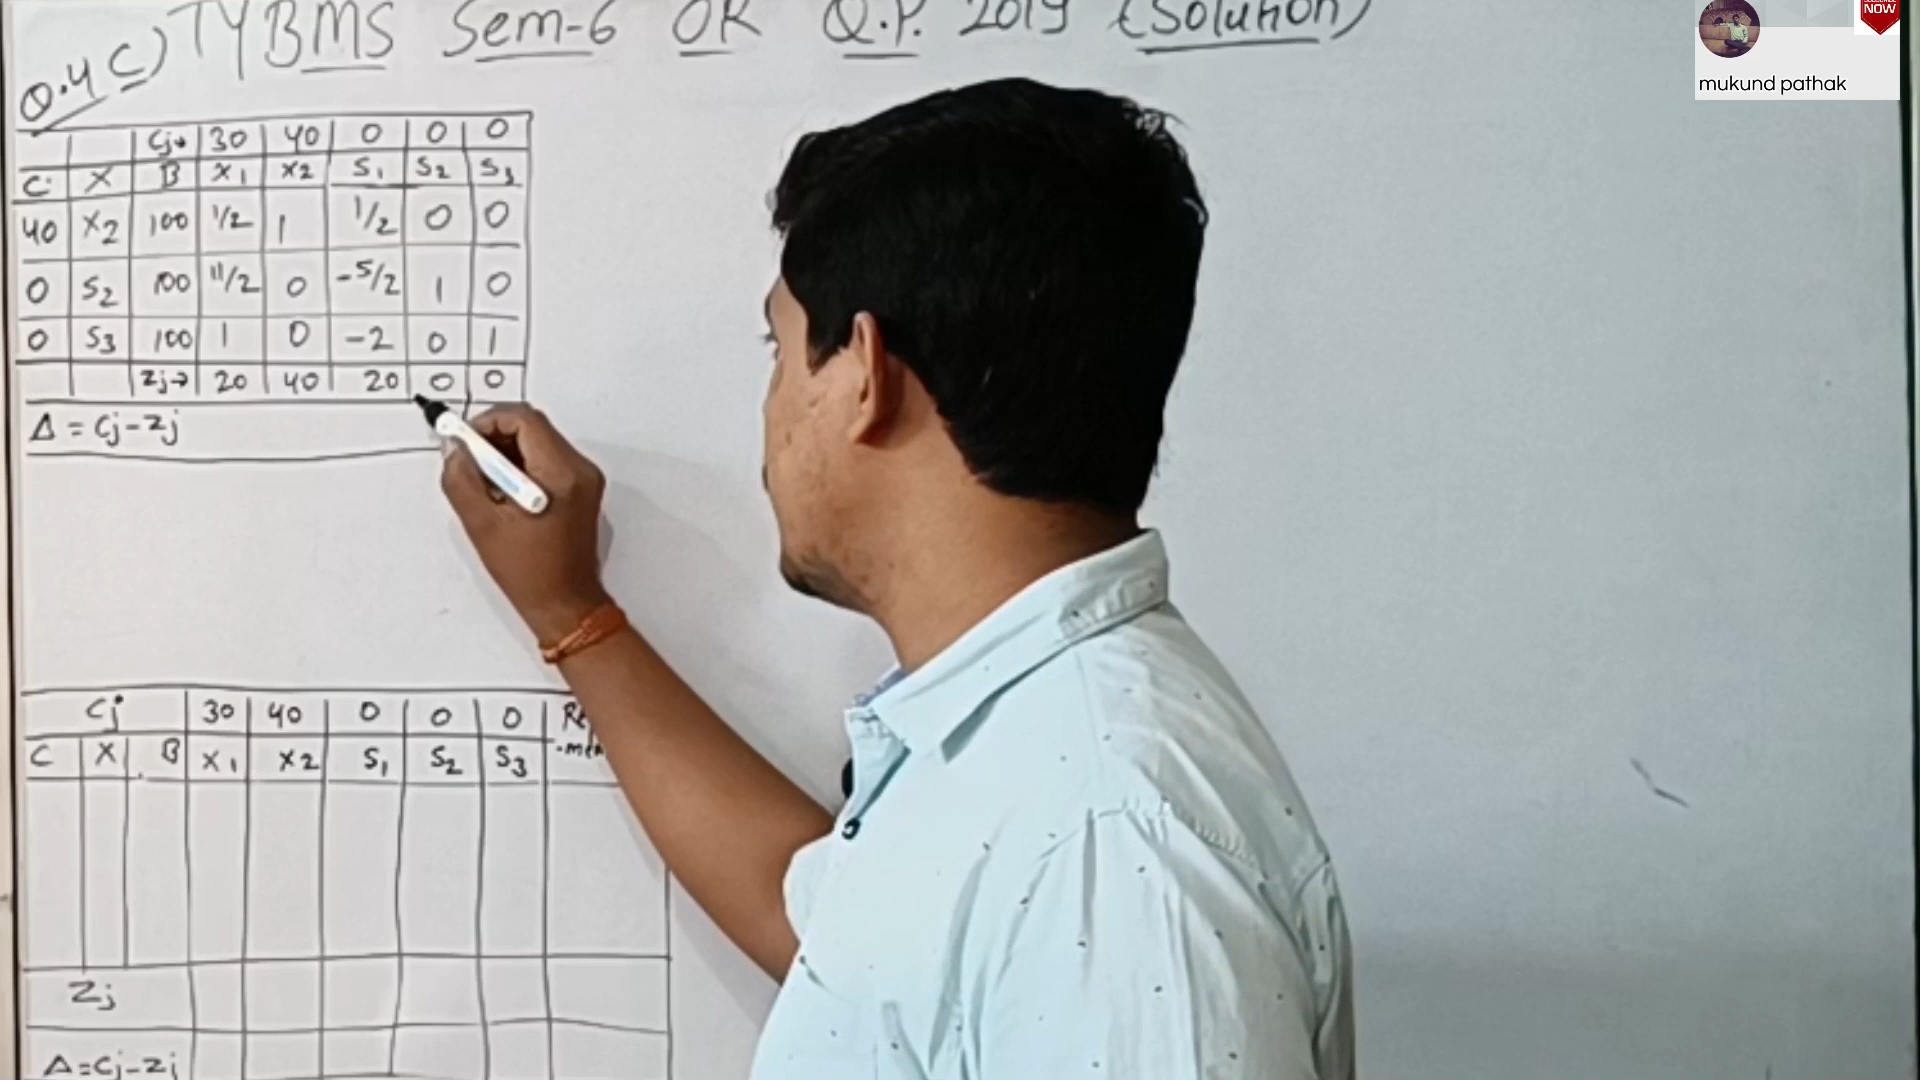 TYBMS Sem-6 OR Q.P. 2019 (Solution)
Q.4 C)
NOW
mukund pathak
Cj→ 30 40 0 0 0
C X B X1 X2 S1 S2 S3
40 X2 100 1/2 1 1/2 0 0
0 S2 100 11/2 0 -5/2 1 0
0 S3 100 1 0 -2 0 1
Zj→ 20 40 20 0 0
Δ = Cj-Zj
Cj 30 40 0 0 0
C X B X1 X2 S1 S2 S3
Zj
Δ=Cj-Zj